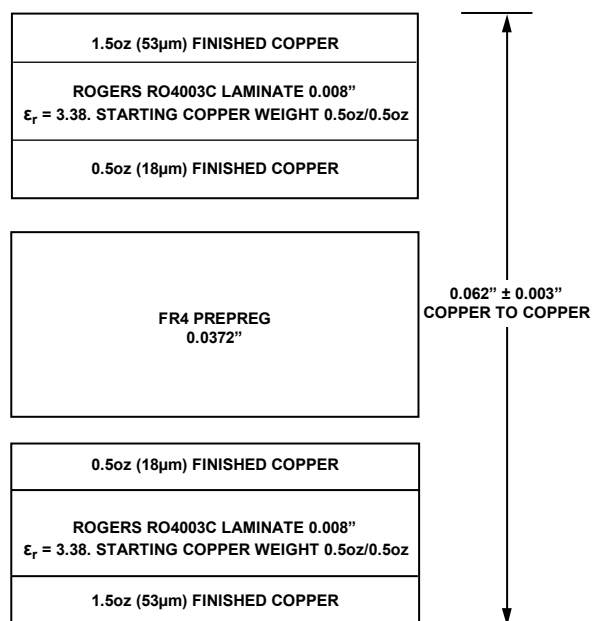 1.5oz (53μm) FINISHED COPPER
ROGERS RO4003C LAMINATE 0.008”
εr = 3.38. STARTING COPPER WEIGHT 0.5oz/0.5oz
0.5oz (18μm) FINISHED COPPER
FR4 PREPREG
0.0372”
0.062” ± 0.003”
COPPER TO COPPER
0.5oz (18μm) FINISHED COPPER
ROGERS RO4003C LAMINATE 0.008”
εr = 3.38. STARTING COPPER WEIGHT 0.5oz/0.5oz
1.5oz (53μm) FINISHED COPPER